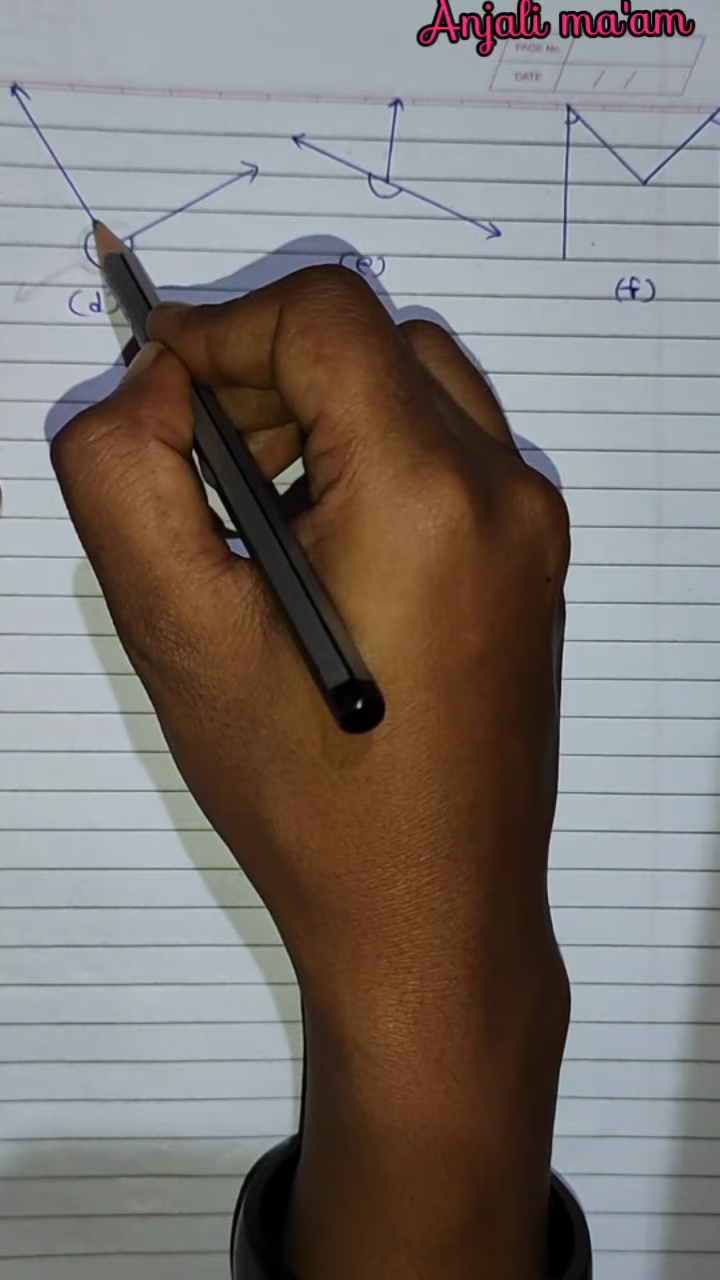 Anjali ma'am
PAGE No.
DATE / /
(e)
(f)
(d)